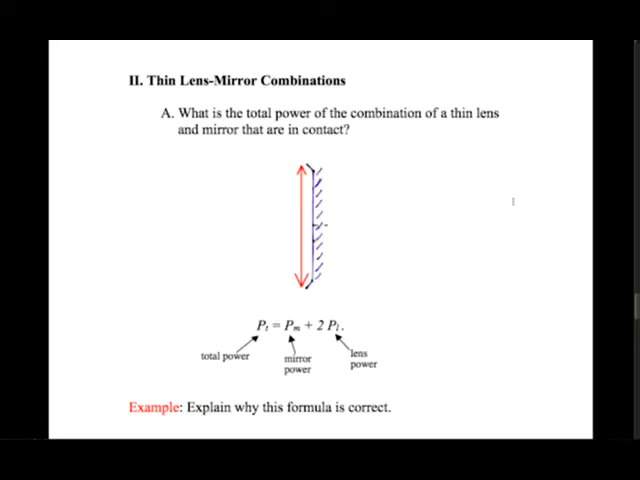 II. Thin Lens-Mirror Combinations
A. What is the total power of the combination of a thin lens
and mirror that are in contact?
Pt = Pm + 2 Pl.
total power
mirror
power
lens
power
Example: Explain why this formula is correct.